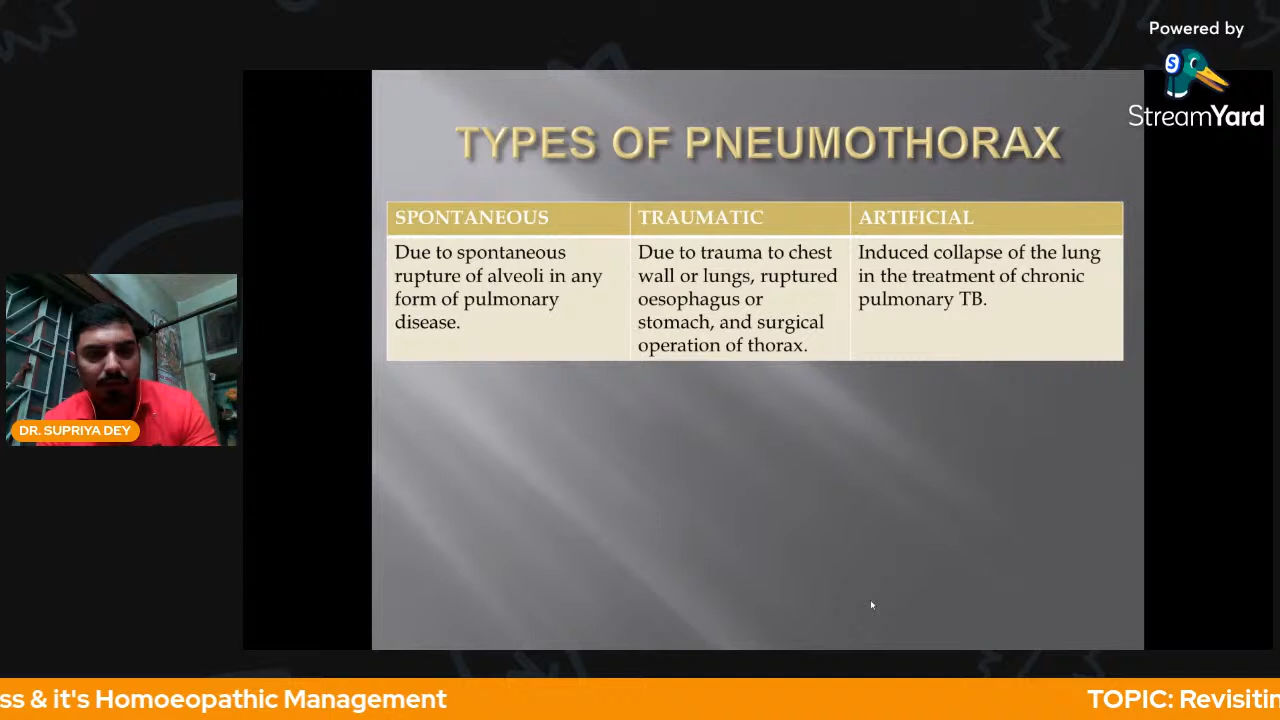 Powered by
StreamYard
TYPES OF PNEUMOTHORAX
SPONTANEOUS
Due to spontaneous
rupture of alveoli in any
form of pulmonary
disease.
TRAUMATIC
Due to trauma to chest
wall or lungs, ruptured
oesophagus or
stomach, and surgical
operation of thorax.
ARTIFICIAL
Induced collapse of the lung
in the treatment of chronic
pulmonary TB.
DR. SUPRIYA DEY
ss & it's Homoeopathic Management
TOPIC: Revisitin